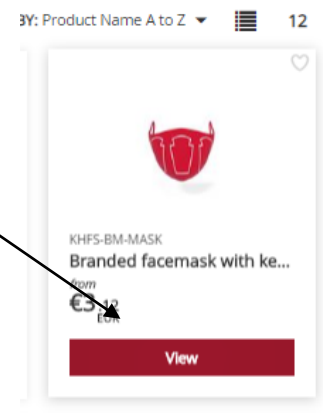 BY: Product Name A to Z 12
KHFS-BM-MASK
Branded facemask with ke...
from
€3.12
EUR
View